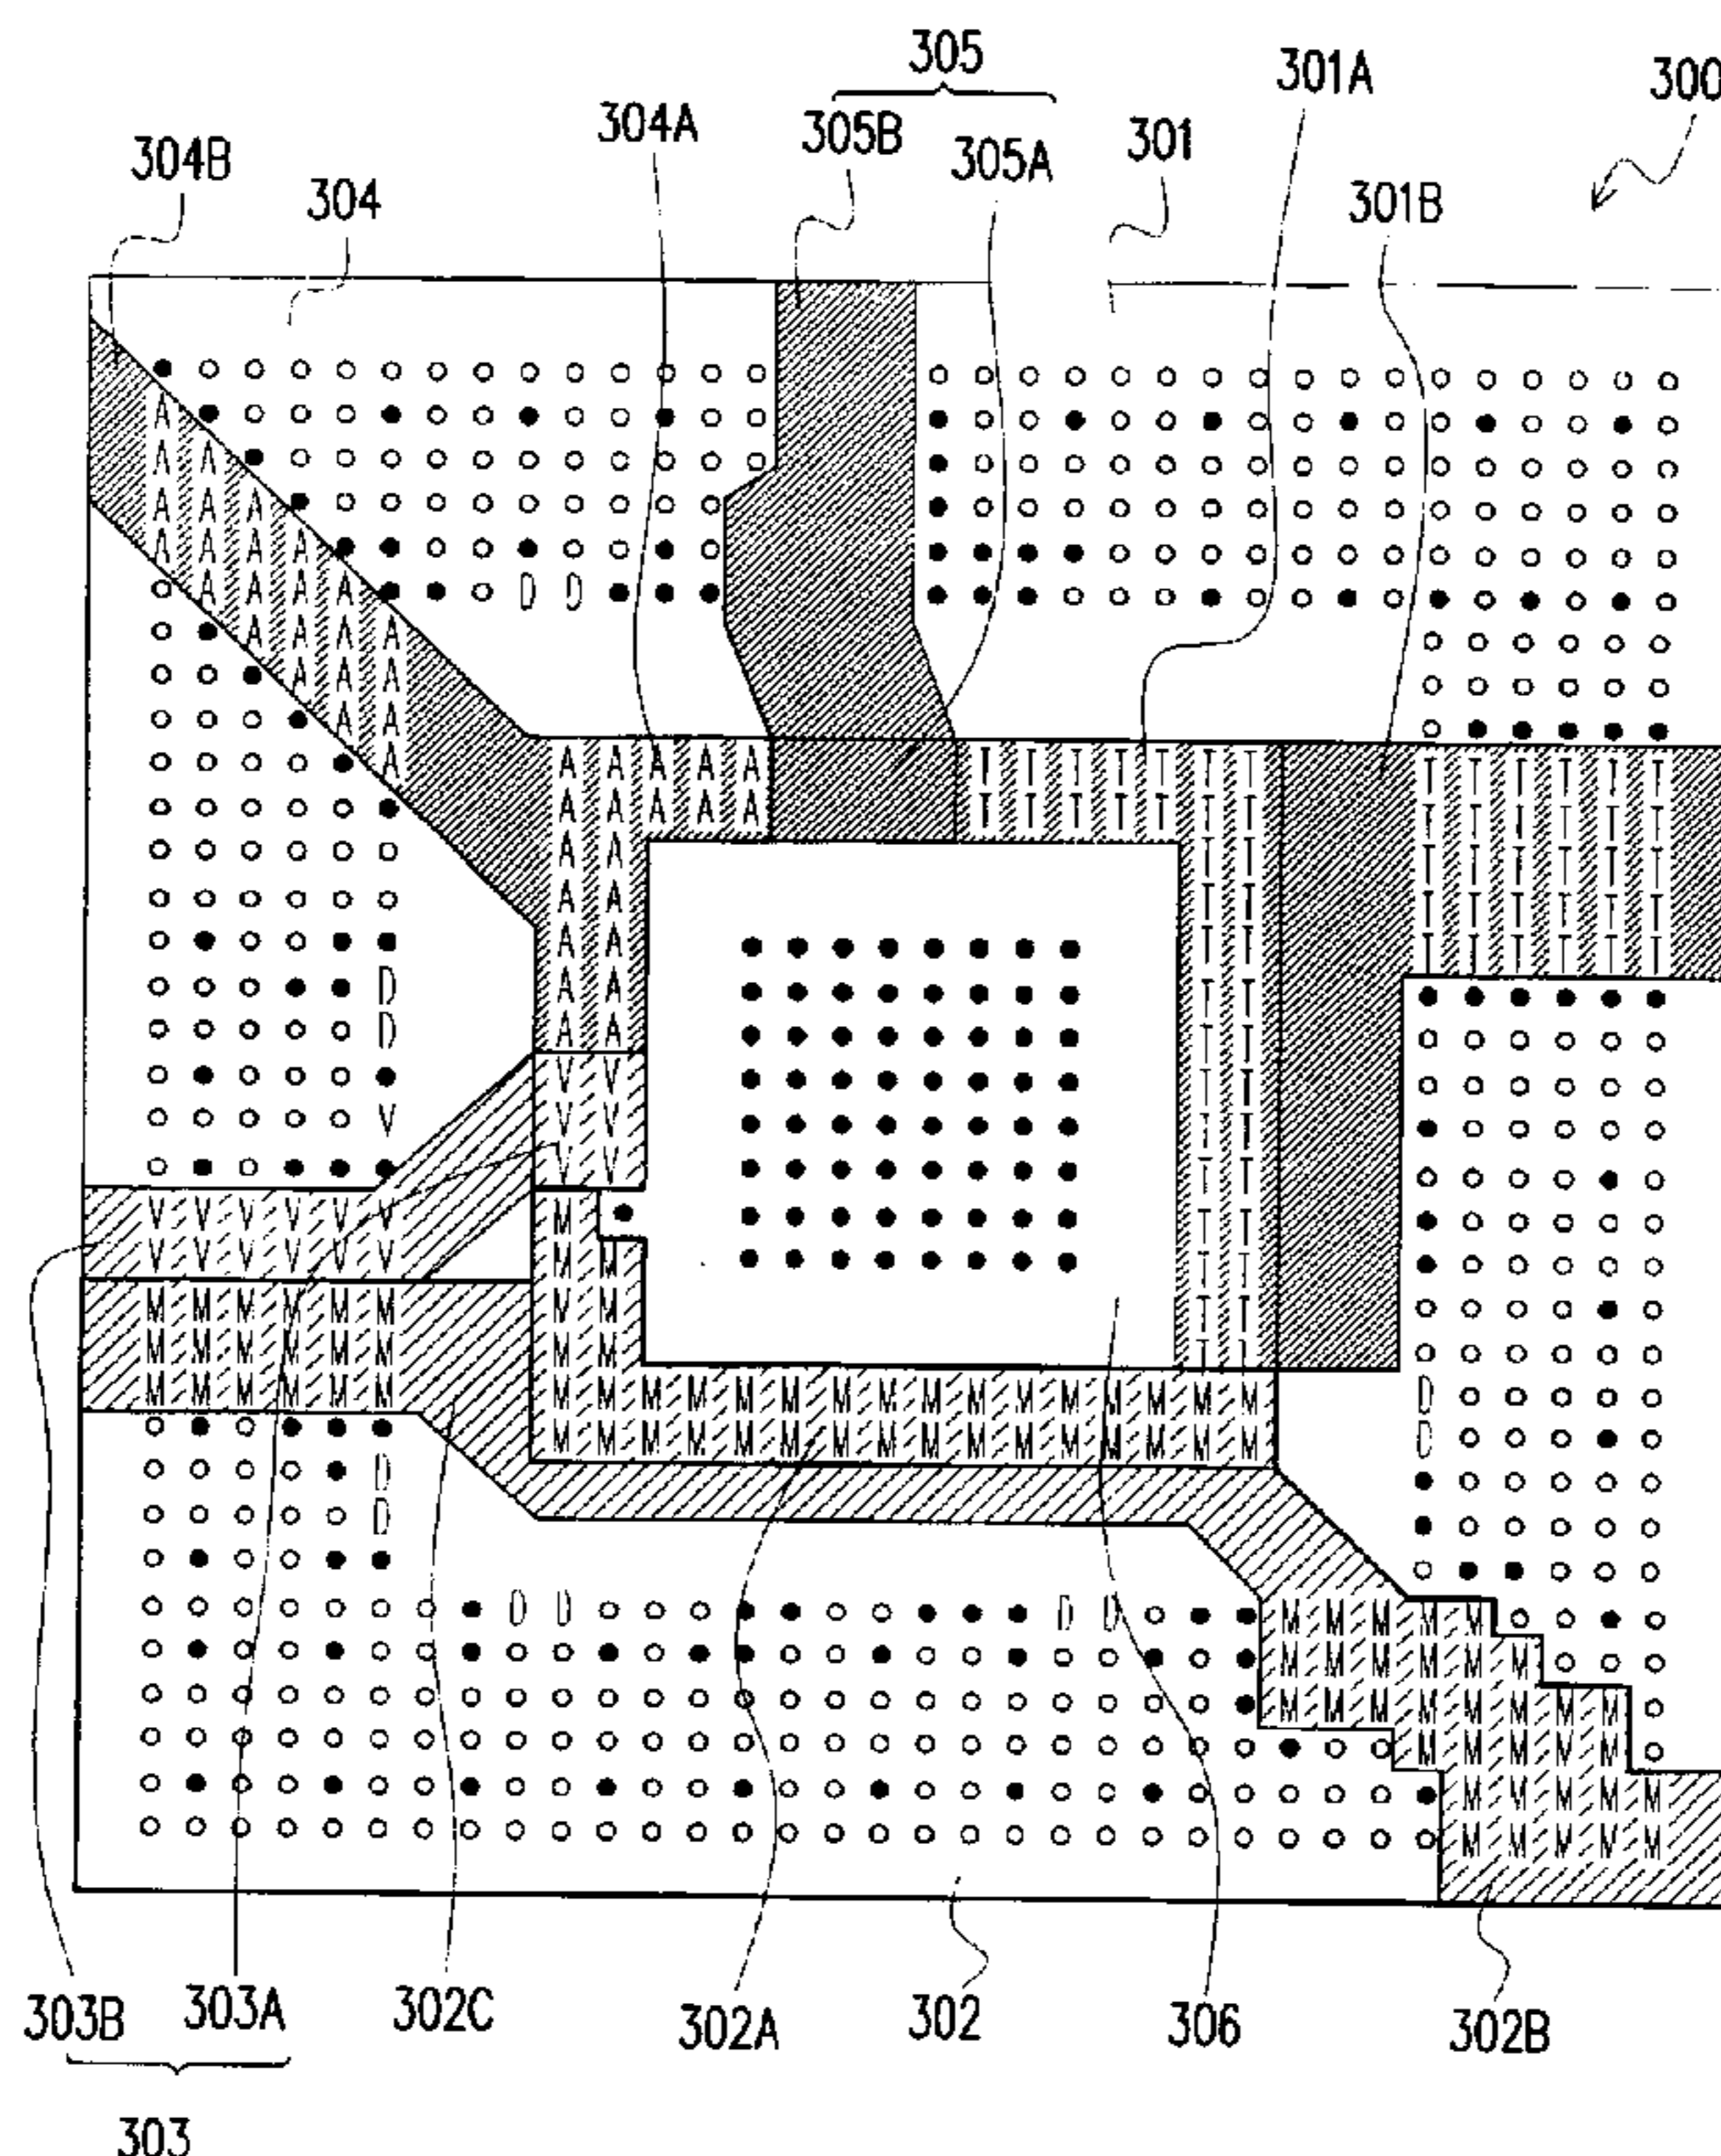 305
301A
300
304A
305B
301
304B
305A
304
301B
A
A A
A A A
A A A A
A A A A A D D
A A A A
A A A
A A
A A A A A A T T T T T T T T T T T T T
A A A A A T T T T T T T T T T T T T
A A T T T T T T T T
A A T T T T T T T T
A A T T T T T T T T
D A A T T
D A A T T
V V T T
V V V T T
V V T T
V V V V V V M T T
V V V V V V M M T T
M M M M M M M M T T
M M M M M M M M T T
M M M M M M M M M M M M M M M M M M M M M M D
M M M M M M M M M M M M M M M M D
D
D
D D D D M M M M M
M M M M M M
M M M M M M M M
M M M M M
M M M M M
M M M M M
303B
303A
302C
302A
302
306
302B
303